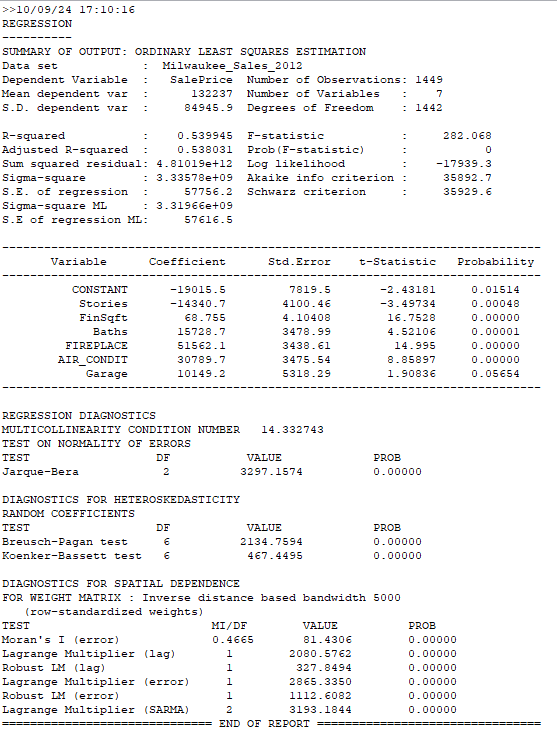 >>10/09/24 17:10:16
REGRESSION
----------
SUMMARY OF OUTPUT: ORDINARY LEAST SQUARES ESTIMATION
Data set            :  Milwaukee_Sales_2012
Dependent Variable  :   SalePrice  Number of Observations: 1449
Mean dependent var  :      132237  Number of Variables   :    7
S.D. dependent var  :     84945.9  Degrees of Freedom    : 1442
R-squared           :    0.539945  F-statistic           :     282.068
Adjusted R-squared  :    0.538031  Prob(F-statistic)     :           0
Sum squared residual: 4.81019e+12  Log likelihood        :    -17939.3
Sigma-square        : 3.33578e+09  Akaike info criterion :     35892.7
S.E. of regression  :     57756.2  Schwarz criterion     :     35929.6
Sigma-square ML     : 3.31966e+09
S.E of regression ML:     57616.5
-----------------------------------------------------------------------------
Variable      Coefficient      Std.Error    t-Statistic   Probability
-----------------------------------------------------------------------------
CONSTANT      -19015.5         7819.5       -2.43181     0.01514
Stories      -14340.7        4100.46       -3.49734     0.00048
FinSqft        68.755        4.10408        16.7528     0.00000
Baths       15728.7        3478.99        4.52106     0.00001
FIREPLACE       51562.1        3438.61         14.995     0.00000
AIR_CONDIT       30789.7        3475.54        8.85897     0.00000
Garage       10149.2        5318.29        1.90836     0.05654
-----------------------------------------------------------------------------
REGRESSION DIAGNOSTICS
MULTICOLLINEARITY CONDITION NUMBER   14.332743
TEST ON NORMALITY OF ERRORS
TEST                  DF           VALUE             PROB
Jarque-Bera            2         3297.1574         0.00000
DIAGNOSTICS FOR HETEROSKEDASTICITY
RANDOM COEFFICIENTS
TEST                  DF           VALUE             PROB
Breusch-Pagan test     6         2134.7594         0.00000
Koenker-Bassett test   6          467.4495         0.00000
DIAGNOSTICS FOR SPATIAL DEPENDENCE
FOR WEIGHT MATRIX : Inverse distance based bandwidth 5000
(row-standardized weights)
TEST                          MI/DF        VALUE          PROB
Moran's I (error)             0.4665        81.4306      0.00000
Lagrange Multiplier (lag)       1         2080.5762      0.00000
Robust LM (lag)                 1          327.8494      0.00000
Lagrange Multiplier (error)     1         2865.3350      0.00000
Robust LM (error)               1         1112.6082      0.00000
Lagrange Multiplier (SARMA)     2         3193.1844      0.00000
============================== END OF REPORT ================================